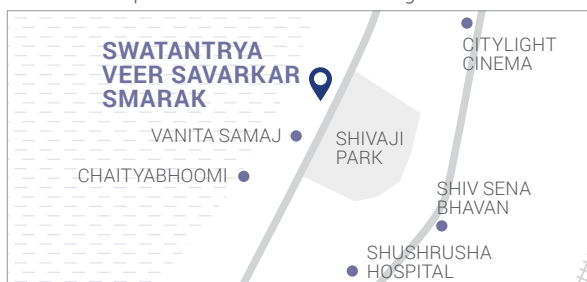 SWATANTRYA
VEER SAVARKAR
SMARAK
CITYLIGHT
CINEMA
VANITA SAMAJ
SHIVAJI
PARK
CHAITYABHOOMI
SHIV SENA
BHAVAN
SHUSHRUSHA
HOSPITAL